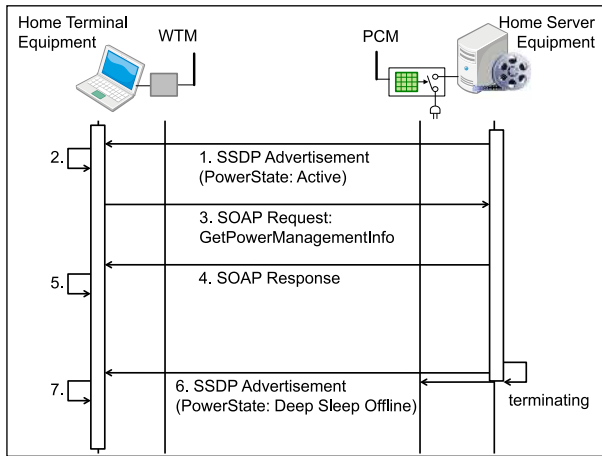 Home Terminal
Equipment
WTM
PCM
Home Server
Equipment
2.
1. SSDP Advertisement
(PowerState: Active)
3. SOAP Request:
GetPowerManagementInfo
5.
4. SOAP Response
7.
6. SSDP Advertisement
(PowerState: Deep Sleep Offline)
terminating